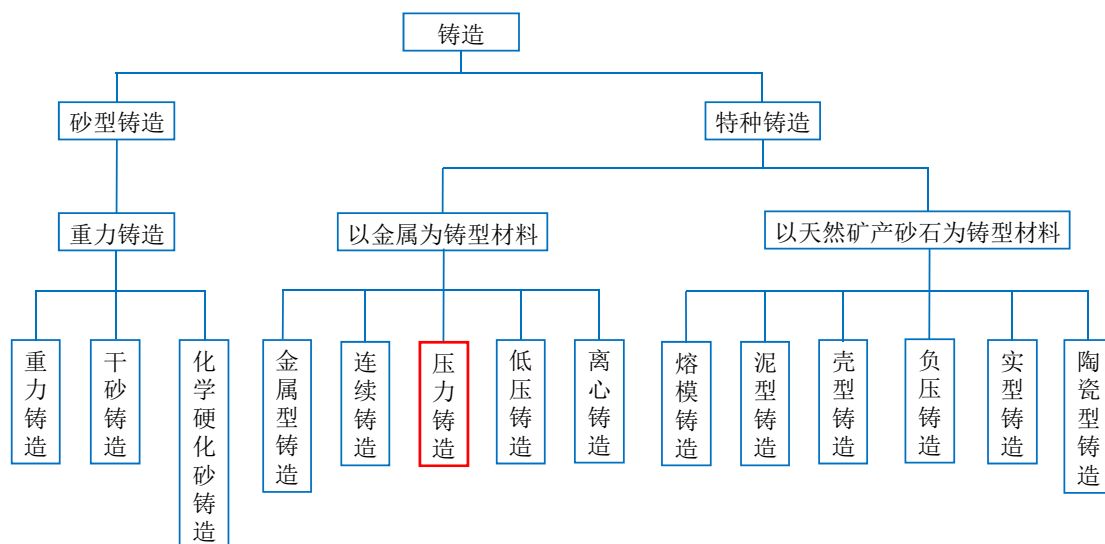 铸造
砂型铸造
特种铸造
重力铸造
以金属为铸型材料
以天然矿产砂石为铸型材料
重力铸造
干砂铸造
化学硬化砂铸造
金属型铸造
连续铸造
压力铸造
低压铸造
离心铸造
熔模铸造
泥型铸造
壳型铸造
负压铸造
实型铸造
陶瓷型铸造